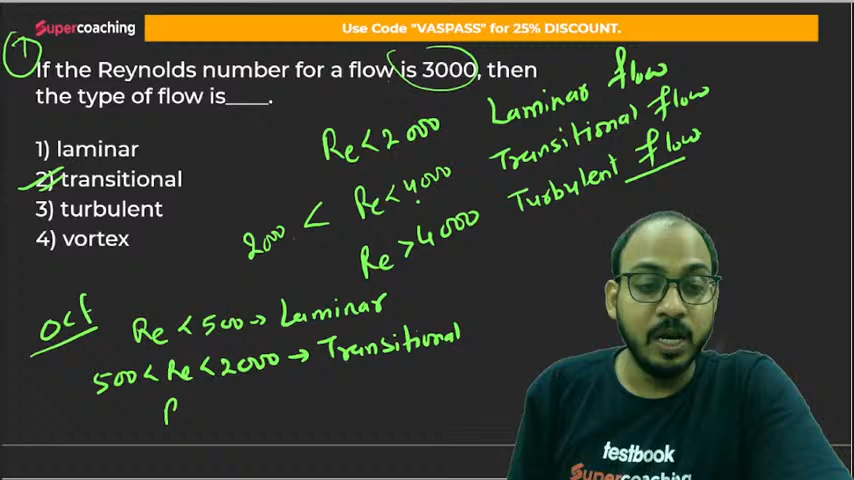 Supercoaching
Use Code "VASPASS" for 25% DISCOUNT.
1
If the Reynolds number for a flow is 3000, then
the type of flow is____.
1) laminar
2) transitional
3) turbulent
4) vortex
Re < 2000 Laminar flow
2000 < Re < 4000 Transitional flow
Re > 4000 Turbulent flow
OCF
Re < 500 → Laminar
500 < Re < 2000 → Transitional
testbook
Supercoaching